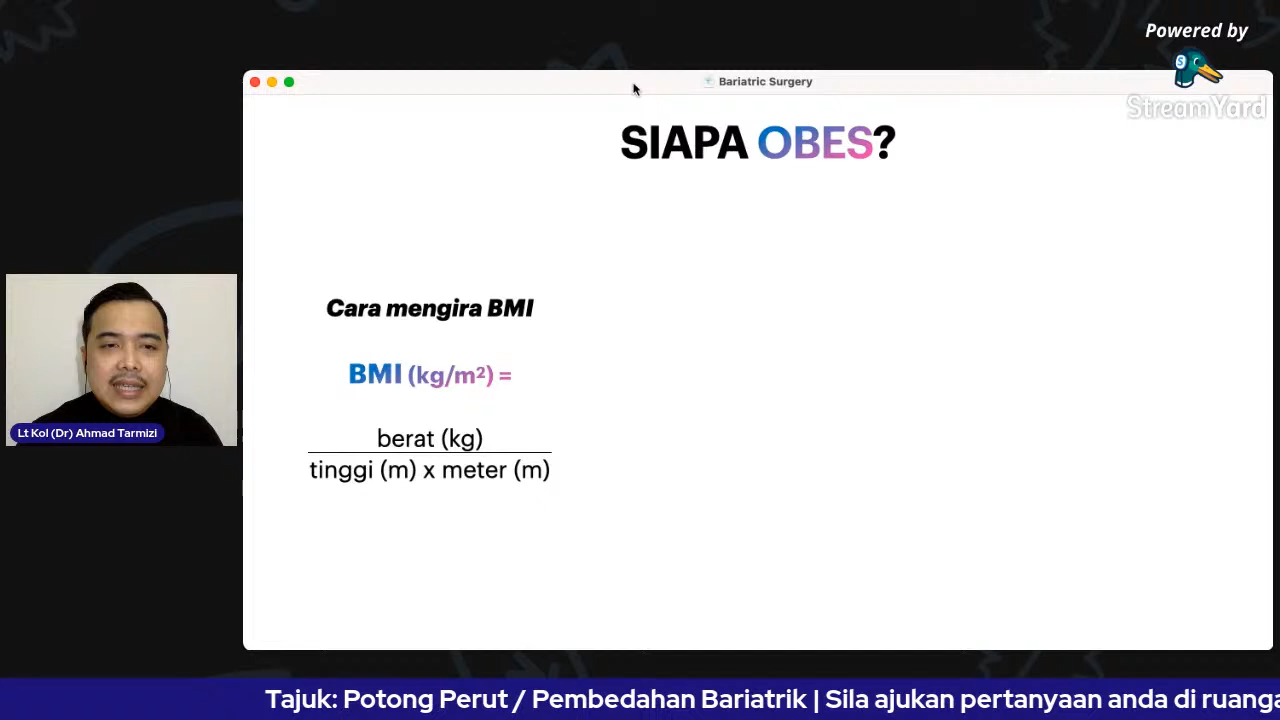 Powered by
StreamYard
Bariatric Surgery
SIAPA OBES?
Cara mengira BMI
BMI (kg/m²) =
berat (kg)
tinggi (m) x meter (m)
Lt Kol (Dr) Ahmad Tarmizi
Tajuk: Potong Perut / Pembedahan Bariatrik | Sila ajukan pertanyaan anda di ruanga